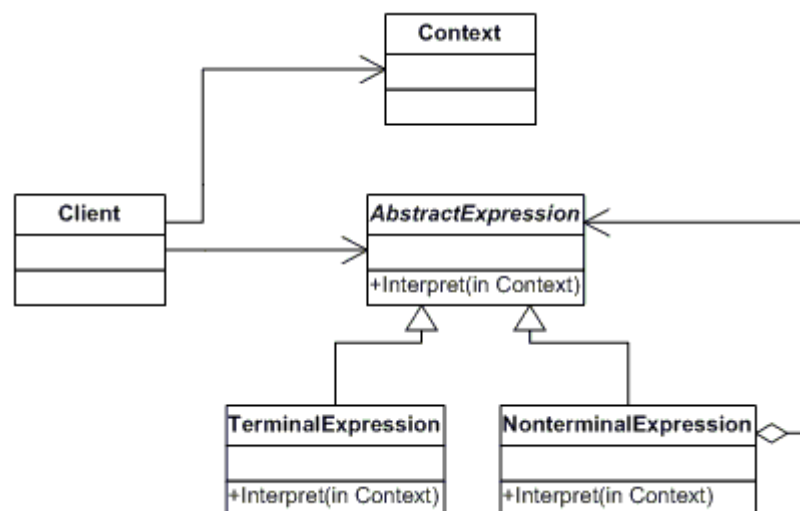 Context
Client
AbstractExpression
+Interpret(in Context)
TerminalExpression
NonterminalExpression
+Interpret(in Context)
+Interpret(in Context)